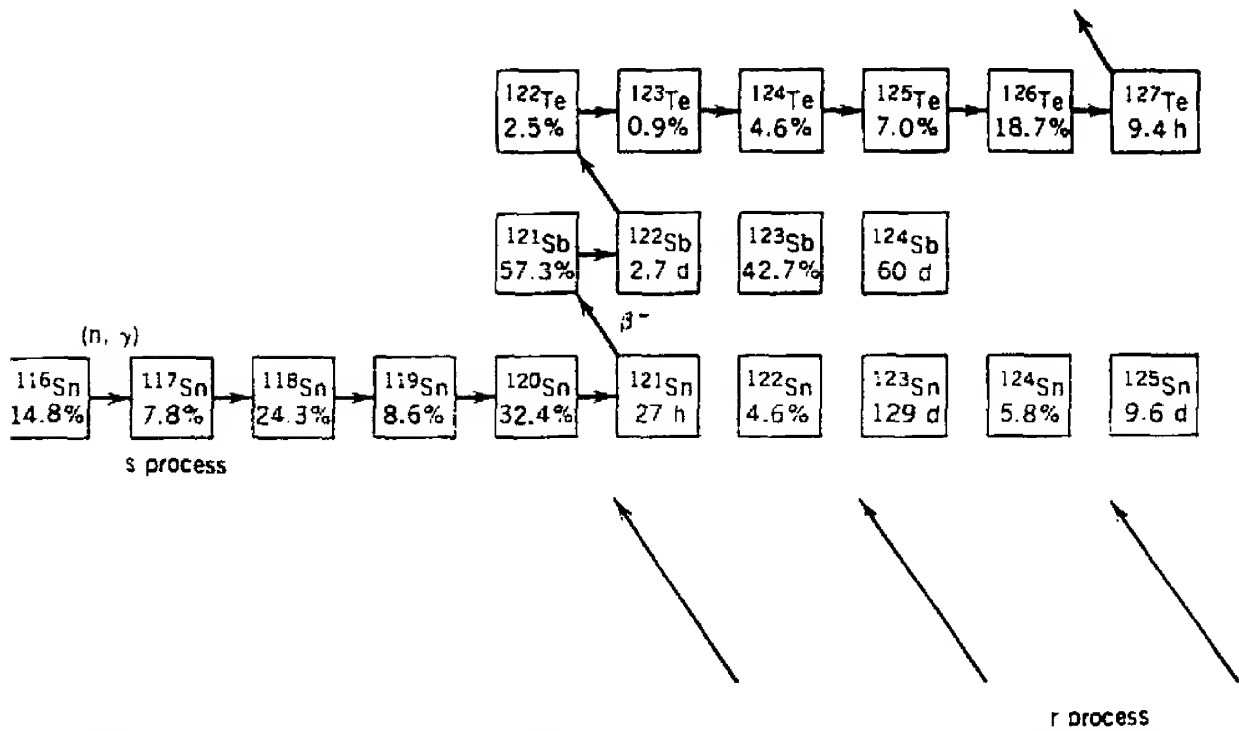 122Te 123Te 124Te 125Te 126Te 127Te
2.5% 0.9% 4.6% 7.0% 18.7% 9.4 h
121Sb 122Sb 123Sb 124Sb
57.3% 2.7 d 42.7% 60 d
β−
(n, γ)
116Sn 117Sn 118Sn 119Sn 120Sn 121Sn 122Sn 123Sn 124Sn 125Sn
14.8% 7.8% 24.3% 8.6% 32.4% 27 h 4.6% 129 d 5.8% 9.6 d
s process
r process